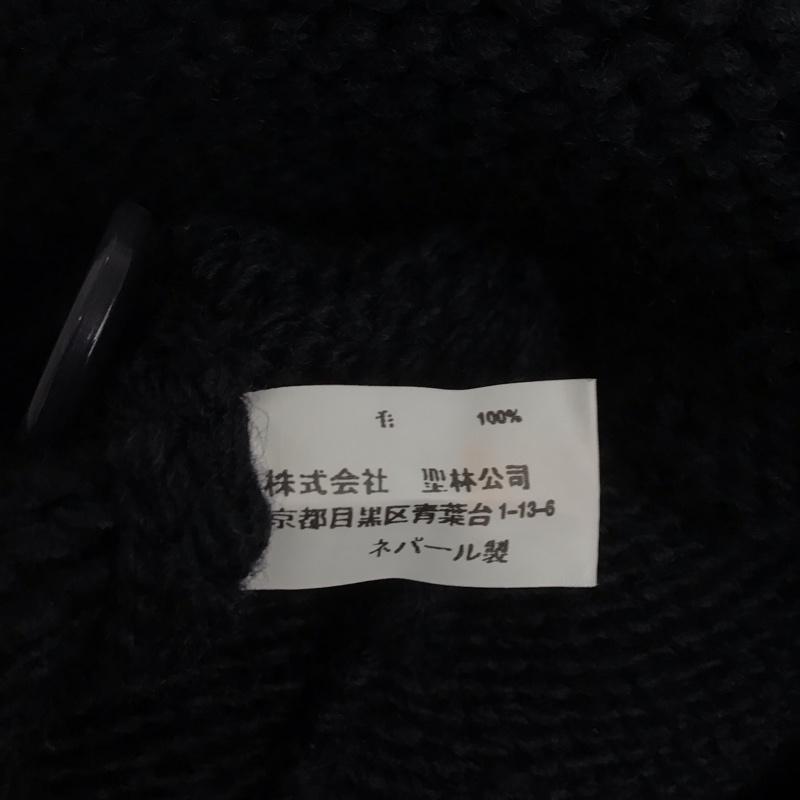 毛 100%
株式会社 聖林公司
京都目黒区青葉台1-13-6
ネパール製